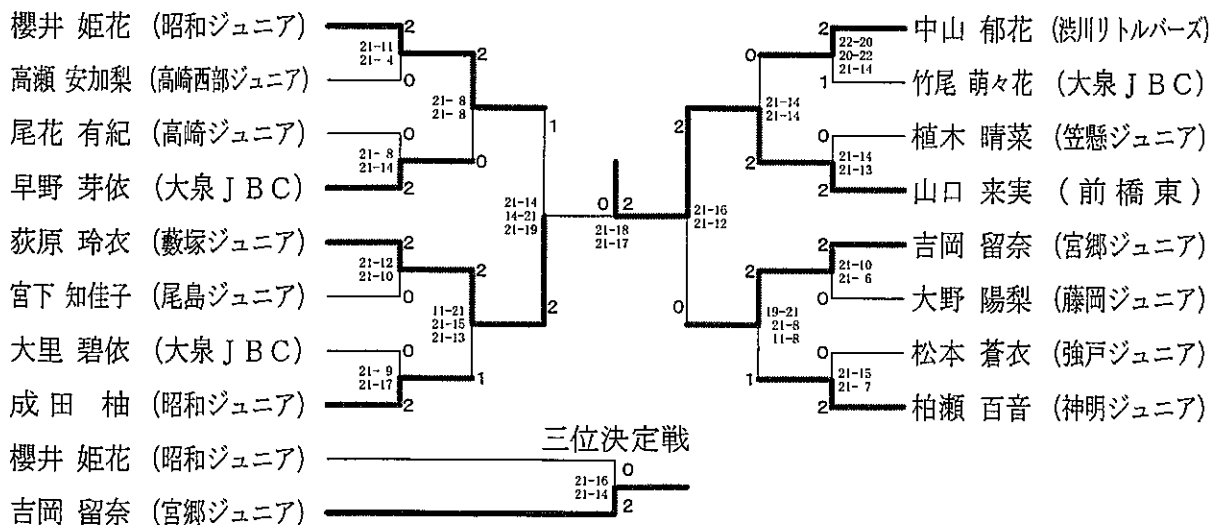 櫻井 姫花 (昭和ジュニア) 2
21-11
21- 4
2
高瀬 安加梨 (高崎西部ジュニア) 0
21- 8
21- 8
1
尾花 有紀 (高崎ジュニア) 0
21- 8
21-14
0
早野 芽依 (大泉ＪＢＣ) 2
21-14
14-21
21-19
荻原 玲衣 (藪塚ジュニア) 2
21-12
21-10
2
宮下 知佳子 (尾島ジュニア) 0
11-21
21-15
21-13
2
大里 碧依 (大泉ＪＢＣ) 0
21- 9
21-17
1
成田 柚 (昭和ジュニア) 2
0 2
21-18
21-17
2 中山 郁花 (渋川リトルバーズ)
0
22-20
20-22
21-14
1 竹尾 萌々花 (大泉ＪＢＣ)
2
21-14
21-14
0 植木 晴菜 (笠懸ジュニア)
2
21-14
21-13
2 山口 来実 (前橋東)
21-16
21-12
2 吉岡 留奈 (宮郷ジュニア)
2
21-10
21- 6
0 大野 陽梨 (藤岡ジュニア)
0
19-21
21-8
11-8
0 松本 蒼衣 (強戸ジュニア)
1
21-15
21- 7
2 柏瀬 百音 (神明ジュニア)
三位決定戦
櫻井 姫花 (昭和ジュニア) 0
21-16
21-14
吉岡 留奈 (宮郷ジュニア) 2